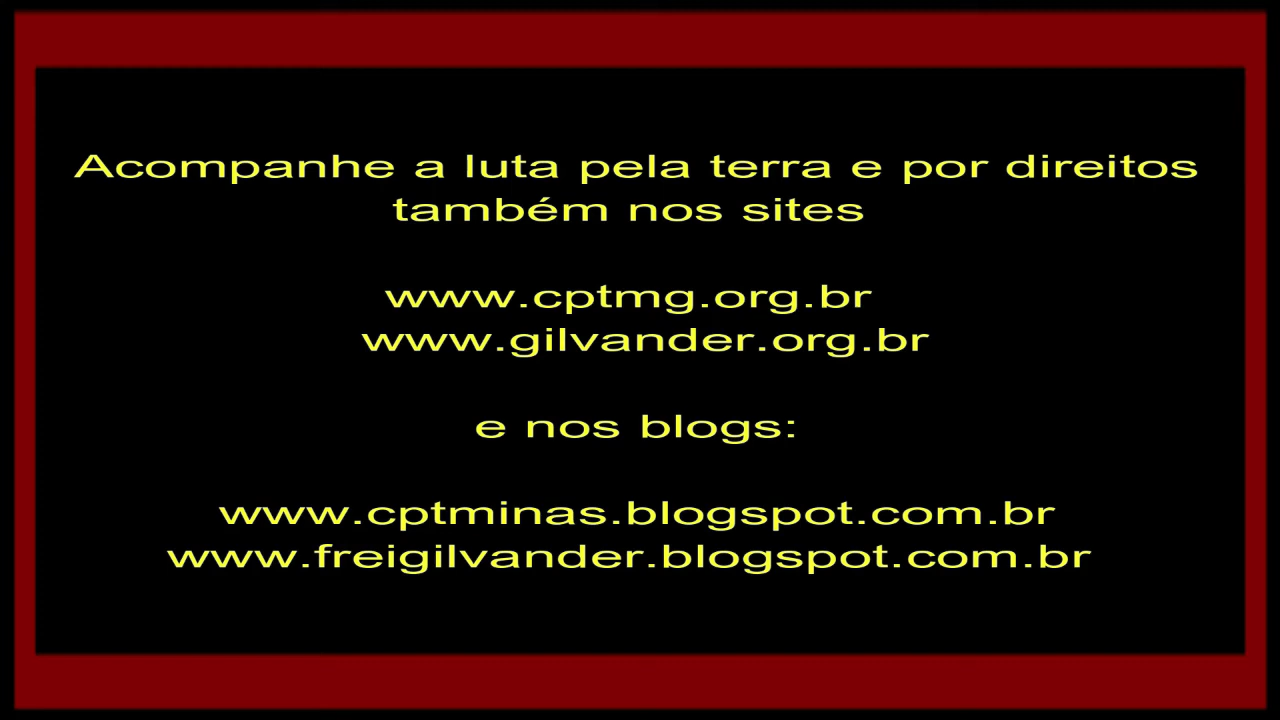 Acompanhe a luta pela terra e por direitos
também nos sites
www.cptmg.org.br
www.gilvander.org.br
e nos blogs:
www.cptminas.blogspot.com.br
www.freigilvander.blogspot.com.br